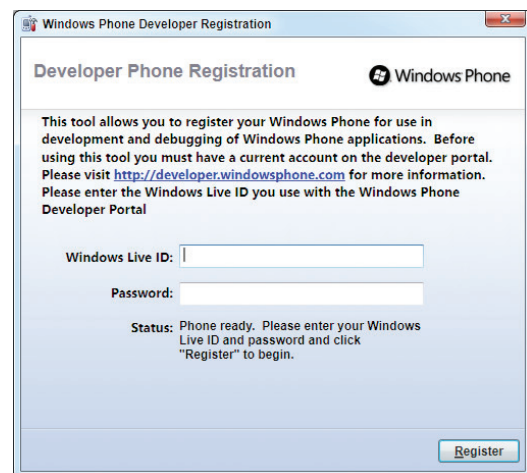 Windows Phone Developer Registration
Developer Phone Registration
Windows Phone
This tool allows you to register your Windows Phone for use in
development and debugging of Windows Phone applications. Before
using this tool you must have a current account on the developer portal.
Please visit http://developer.windowsphone.com for more information.
Please enter the Windows Live ID you use with the Windows Phone
Developer Portal
Windows Live ID:
Password:
Status: Phone ready. Please enter your Windows
Live ID and password and click
"Register" to begin.
Register